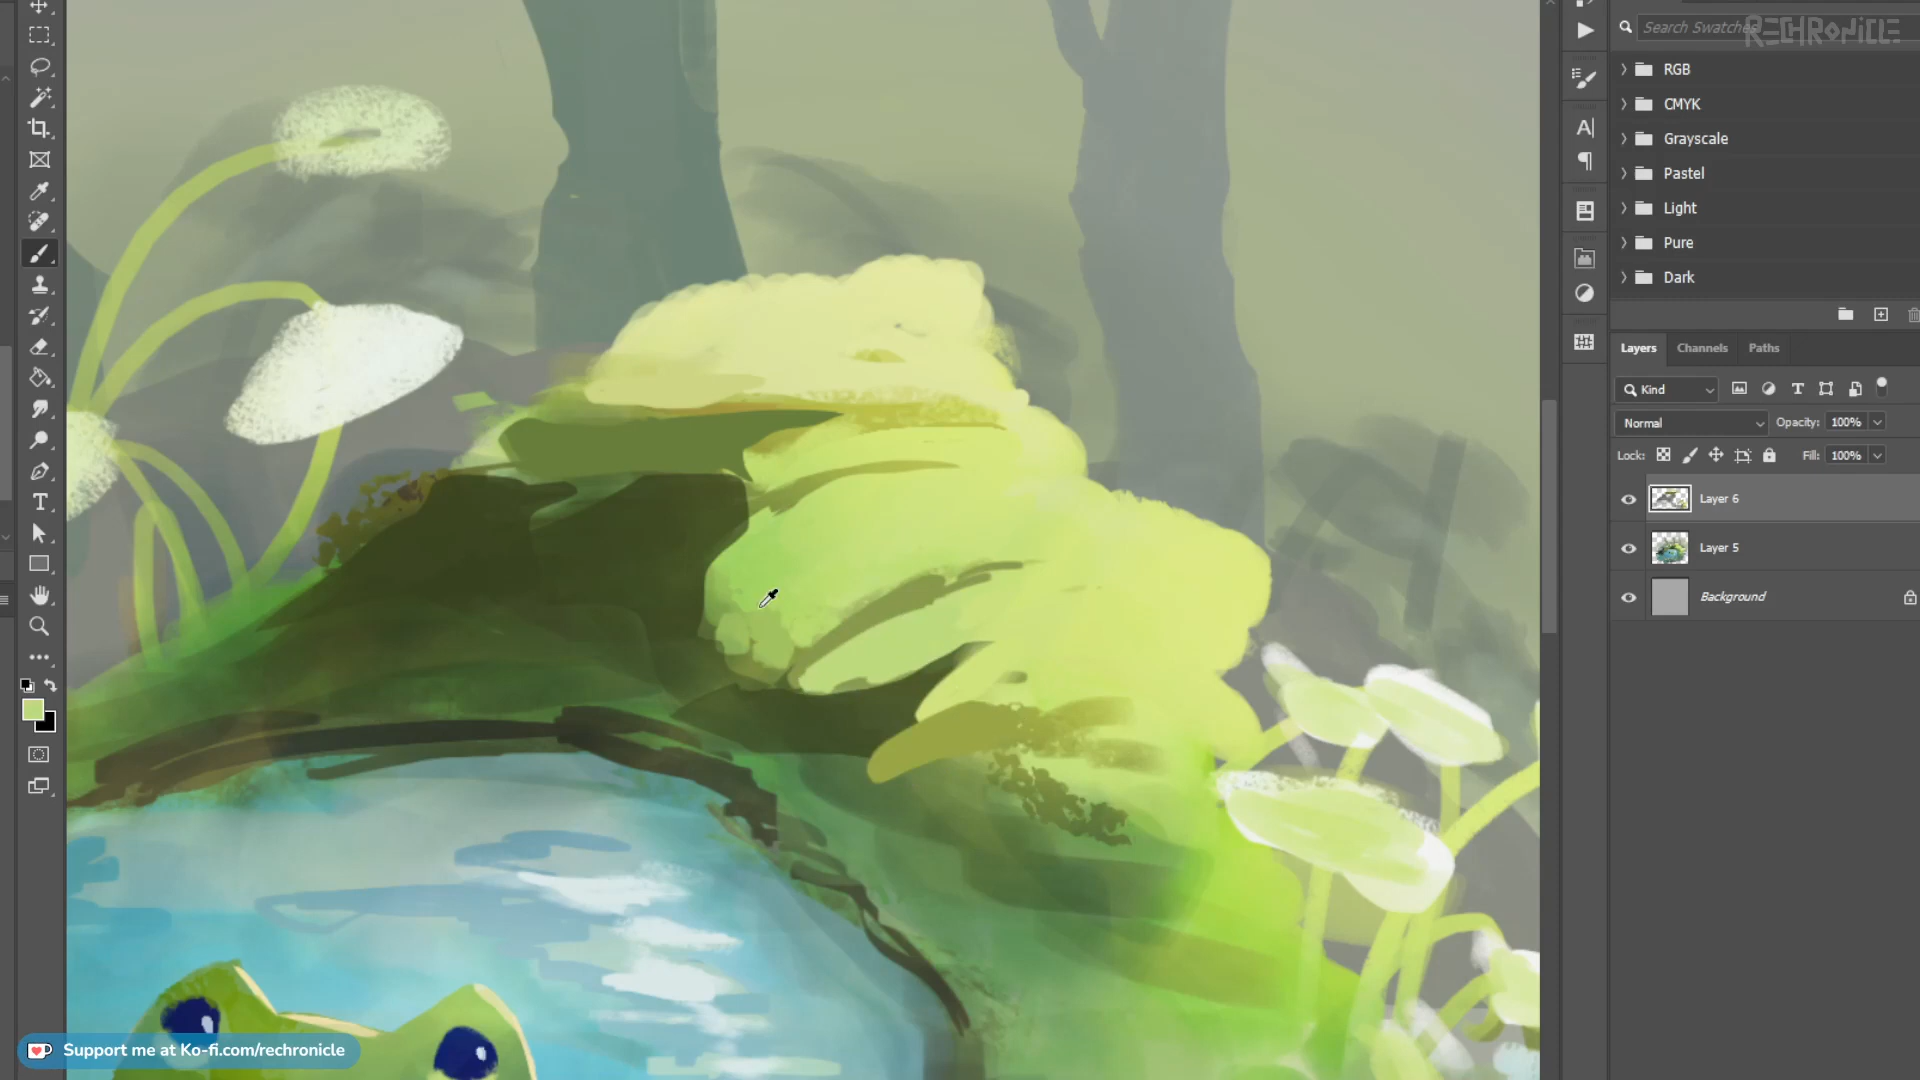 Search Swatches
RECHRONICLE
RGB
CMYK
Grayscale
Pastel
Light
Pure
Dark
Layers Channels Paths
Kind
Normal Opacity: 100%
Lock: Fill: 100%
Layer 6
Layer 5
Background
Support me at Ko-fi.com/rechronicle